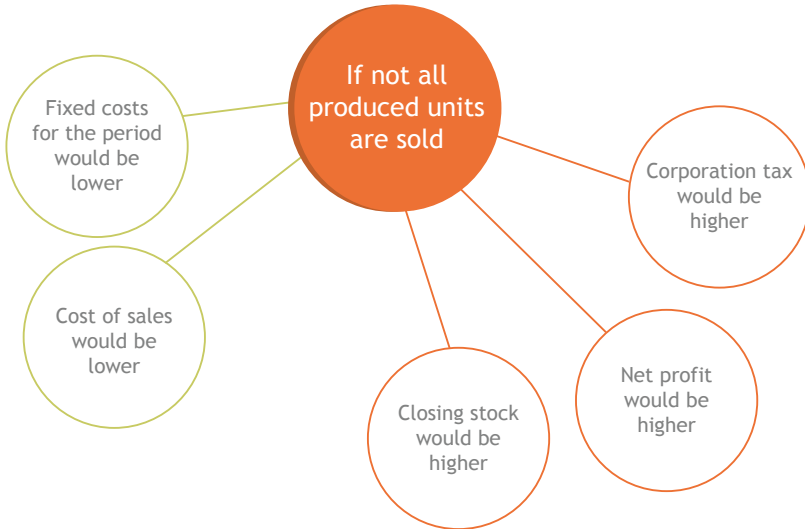 If not all
produced units
are sold
Fixed costs
for the period
would be
lower
Cost of sales
would be
lower
Closing stock
would be
higher
Net profit
would be
higher
Corporation tax
would be
higher